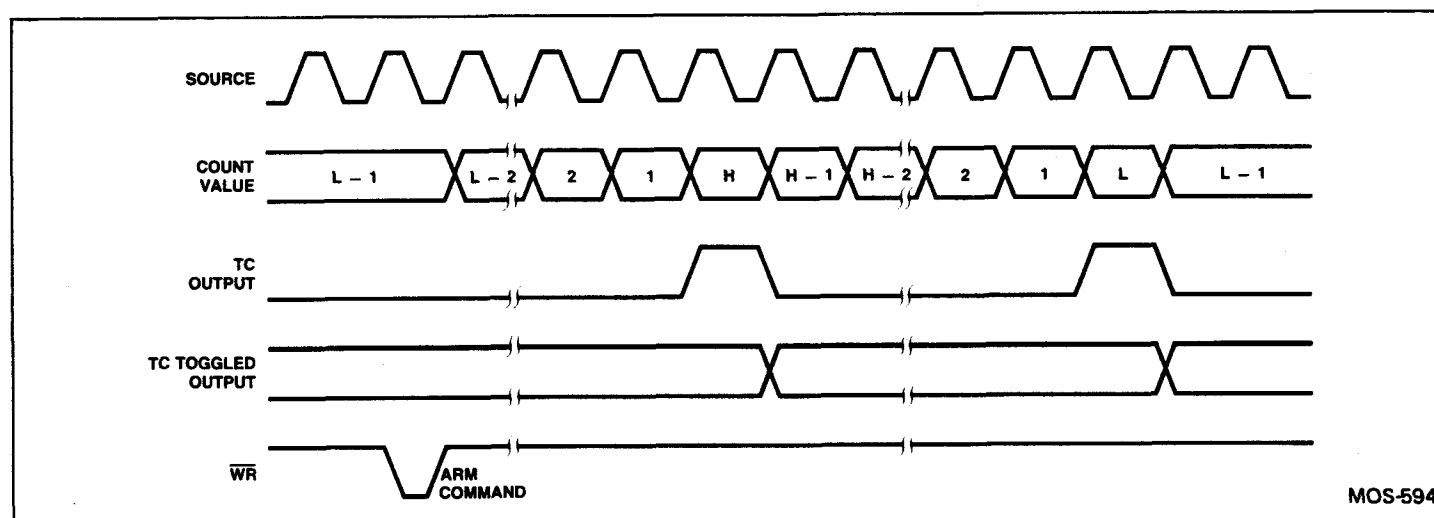 SOURCE
COUNT
VALUE
L – 1 L – 2 2 1 H H – 1 H – 2 2 1 L L – 1
TC
OUTPUT
TC TOGGLED
OUTPUT
WR
ARM
COMMAND
MOS-594